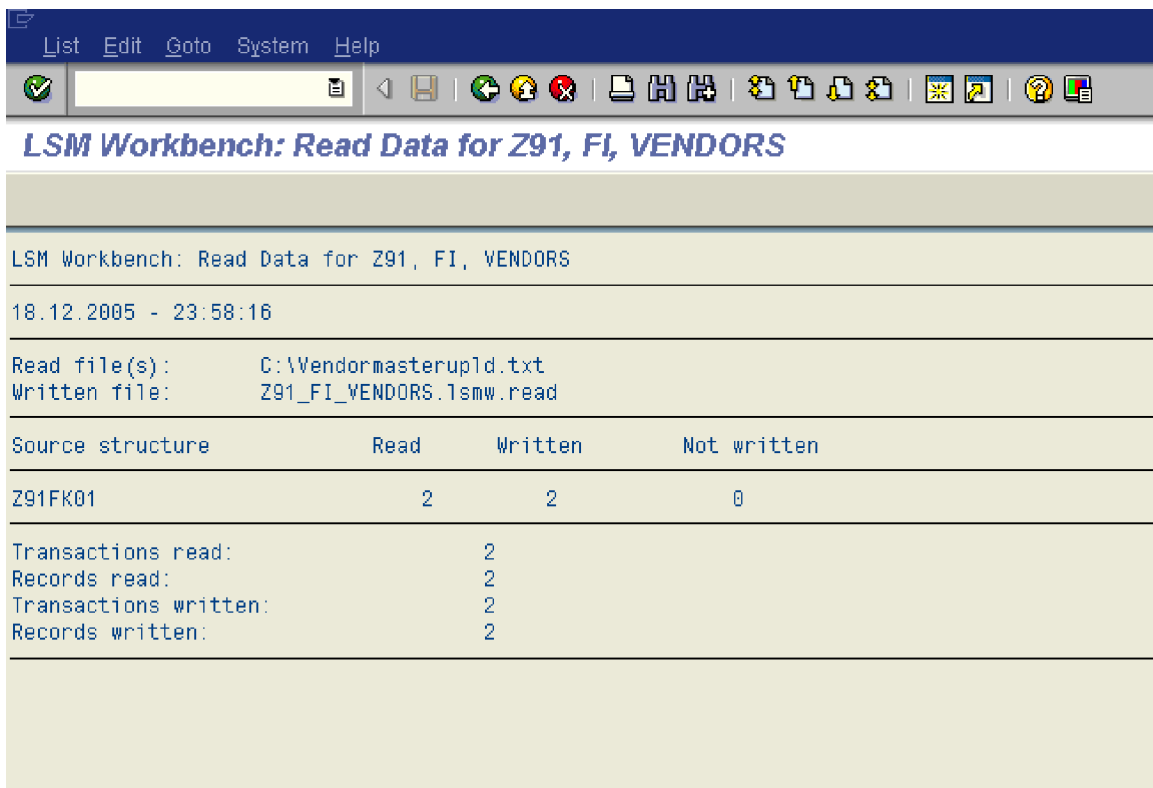 List Edit Goto System Help
LSM Workbench: Read Data for Z91, FI, VENDORS
LSM Workbench: Read Data for Z91, FI, VENDORS
18.12.2005 - 23:58:16
Read file(s): C:\Vendormasterupld.txt
Written file: Z91_FI_VENDORS.lsmw.read
Source structure Read Written Not written
Z91FK01 2 2 0
Transactions read: 2
Records read: 2
Transactions written: 2
Records written: 2